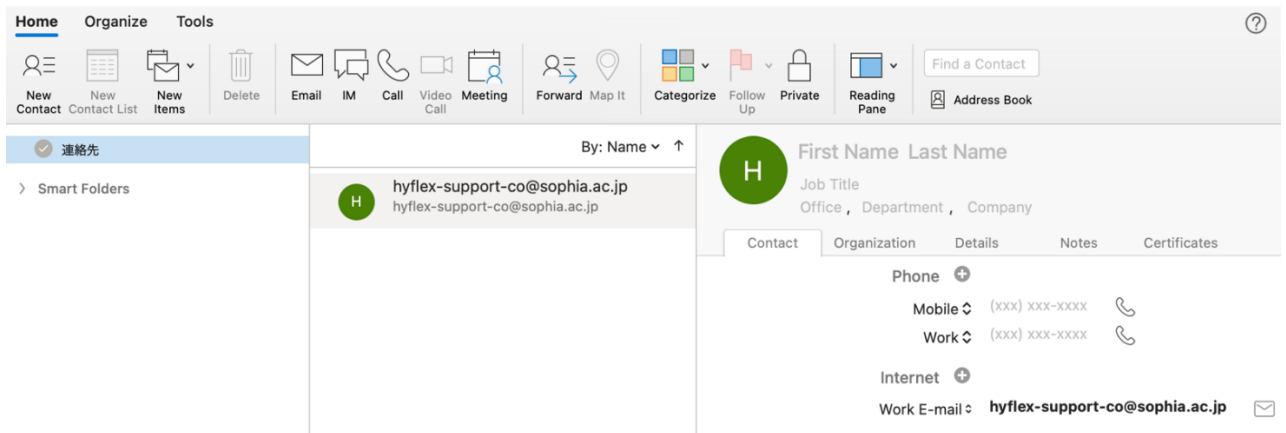 Home Organize Tools
New Contact
New Contact List
New Items
Delete
Email
IM
Call
Video Call
Meeting
Forward
Map It
Categorize
Follow Up
Private
Reading Pane
Find a Contact
Address Book
連絡先
Smart Folders
By: Name
H
hyflex-support-co@sophia.ac.jp
hyflex-support-co@sophia.ac.jp
H
First Name Last Name
Job Title
Office , Department , Company
Contact Organization Details Notes Certificates
Phone
Mobile (xxx) xxx-xxxx
Work (xxx) xxx-xxxx
Internet
Work E-mail hyflex-support-co@sophia.ac.jp